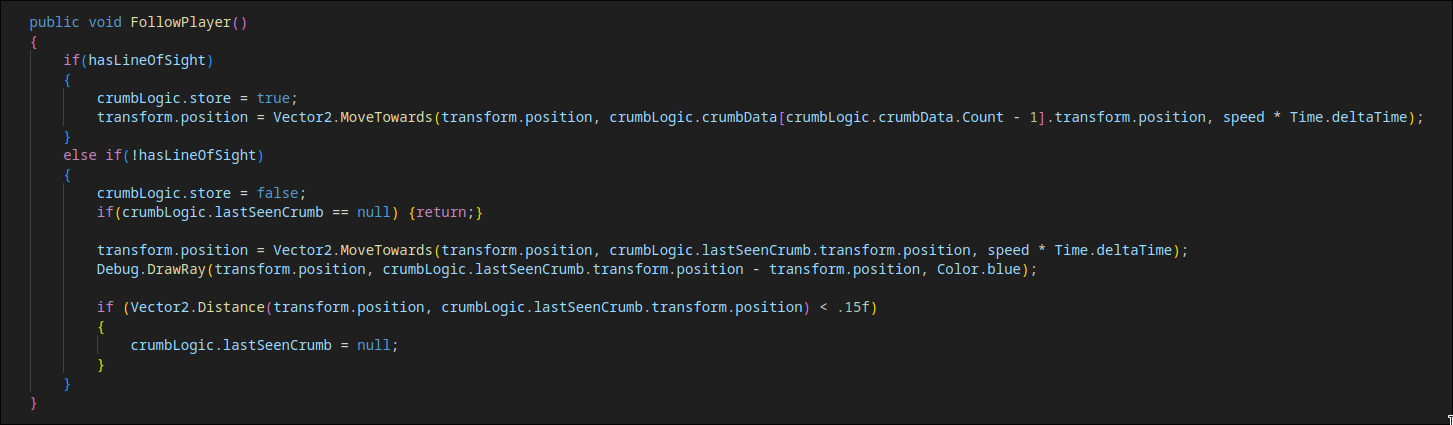 public void FollowPlayer()
{
if(hasLineOfSight)
{
crumbLogic.store = true;
transform.position = Vector2.MoveTowards(transform.position, crumbLogic.crumbData[crumbLogic.crumbData.Count - 1].transform.position, speed * Time.deltaTime);
}
else if(!hasLineOfSight)
{
crumbLogic.store = false;
if(crumbLogic.lastSeenCrumb == null) {return;}
transform.position = Vector2.MoveTowards(transform.position, crumbLogic.lastSeenCrumb.transform.position, speed * Time.deltaTime);
Debug.DrawRay(transform.position, crumbLogic.lastSeenCrumb.transform.position - transform.position, Color.blue);
if (Vector2.Distance(transform.position, crumbLogic.lastSeenCrumb.transform.position) < .15f)
{
crumbLogic.lastSeenCrumb = null;
}
}
}